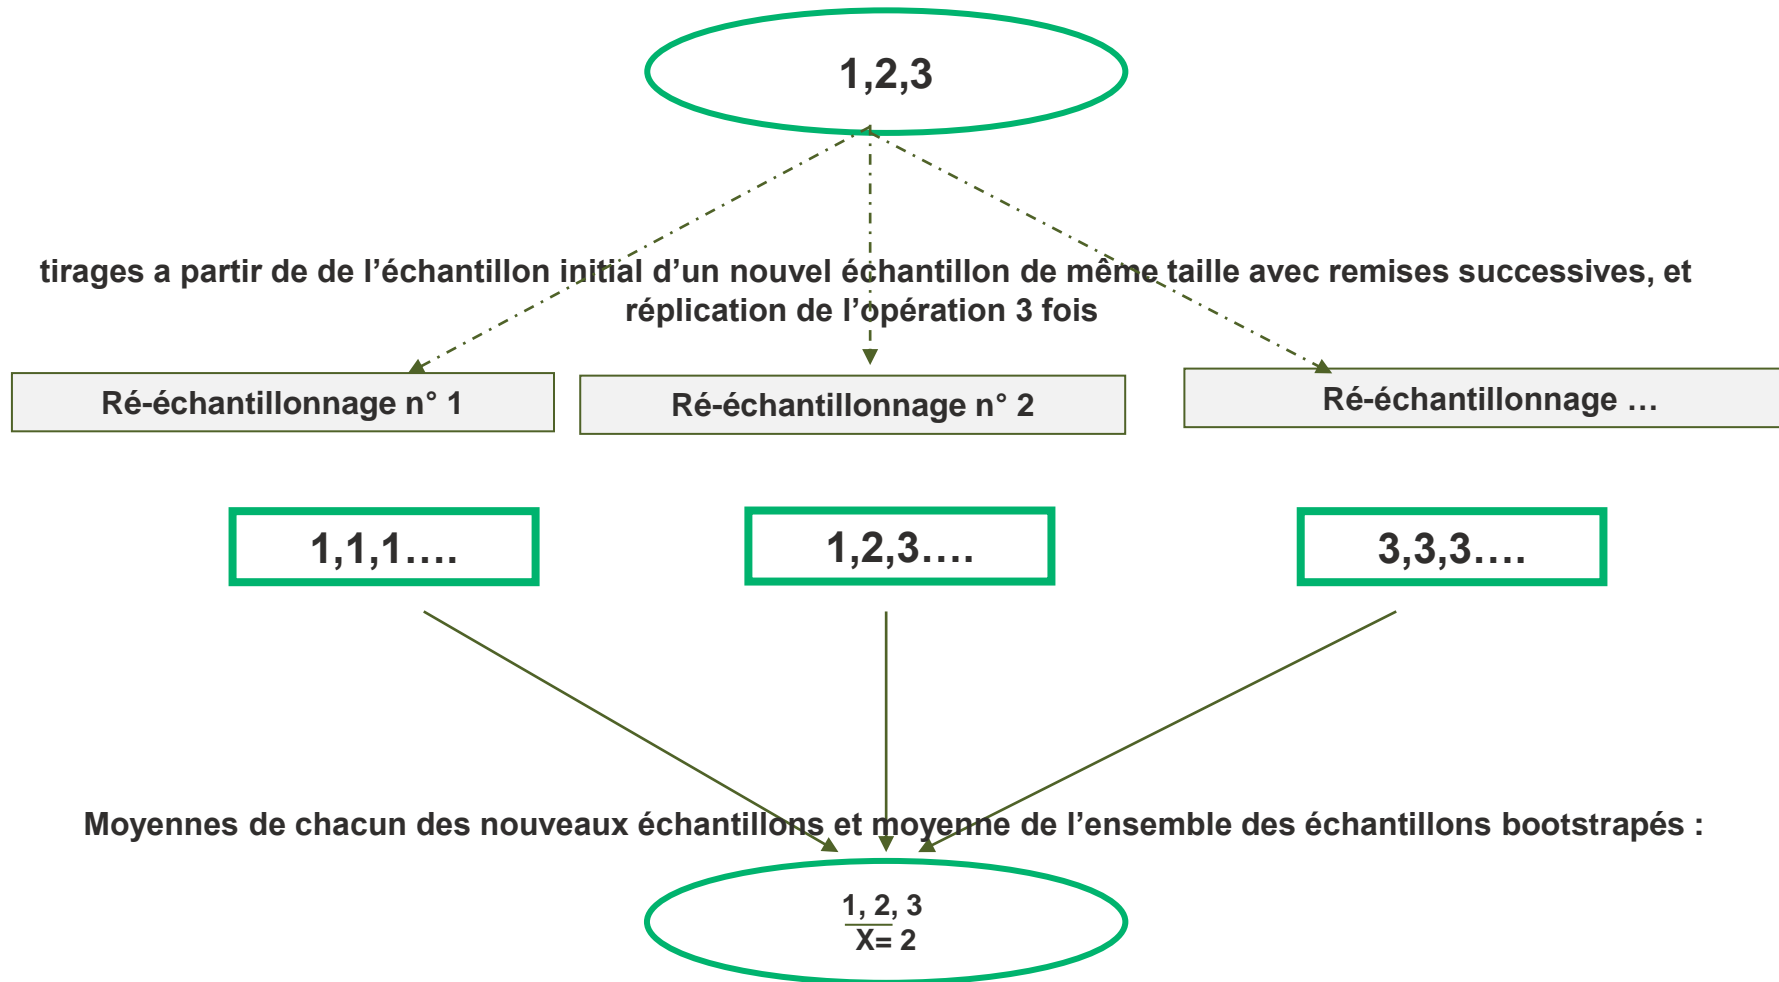 1,2,3
tirages a partir de de l’échantillon initial d’un nouvel échantillon de même taille avec remises successives, et
réplication de l’opération 3 fois
Ré-échantillonnage n° 1
Ré-échantillonnage n° 2
Ré-échantillonnage …
1,1,1….
1,2,3….
3,3,3….
Moyennes de chacun des nouveaux échantillons et moyenne de l’ensemble des échantillons bootstrapés :
1, 2, 3
X= 2